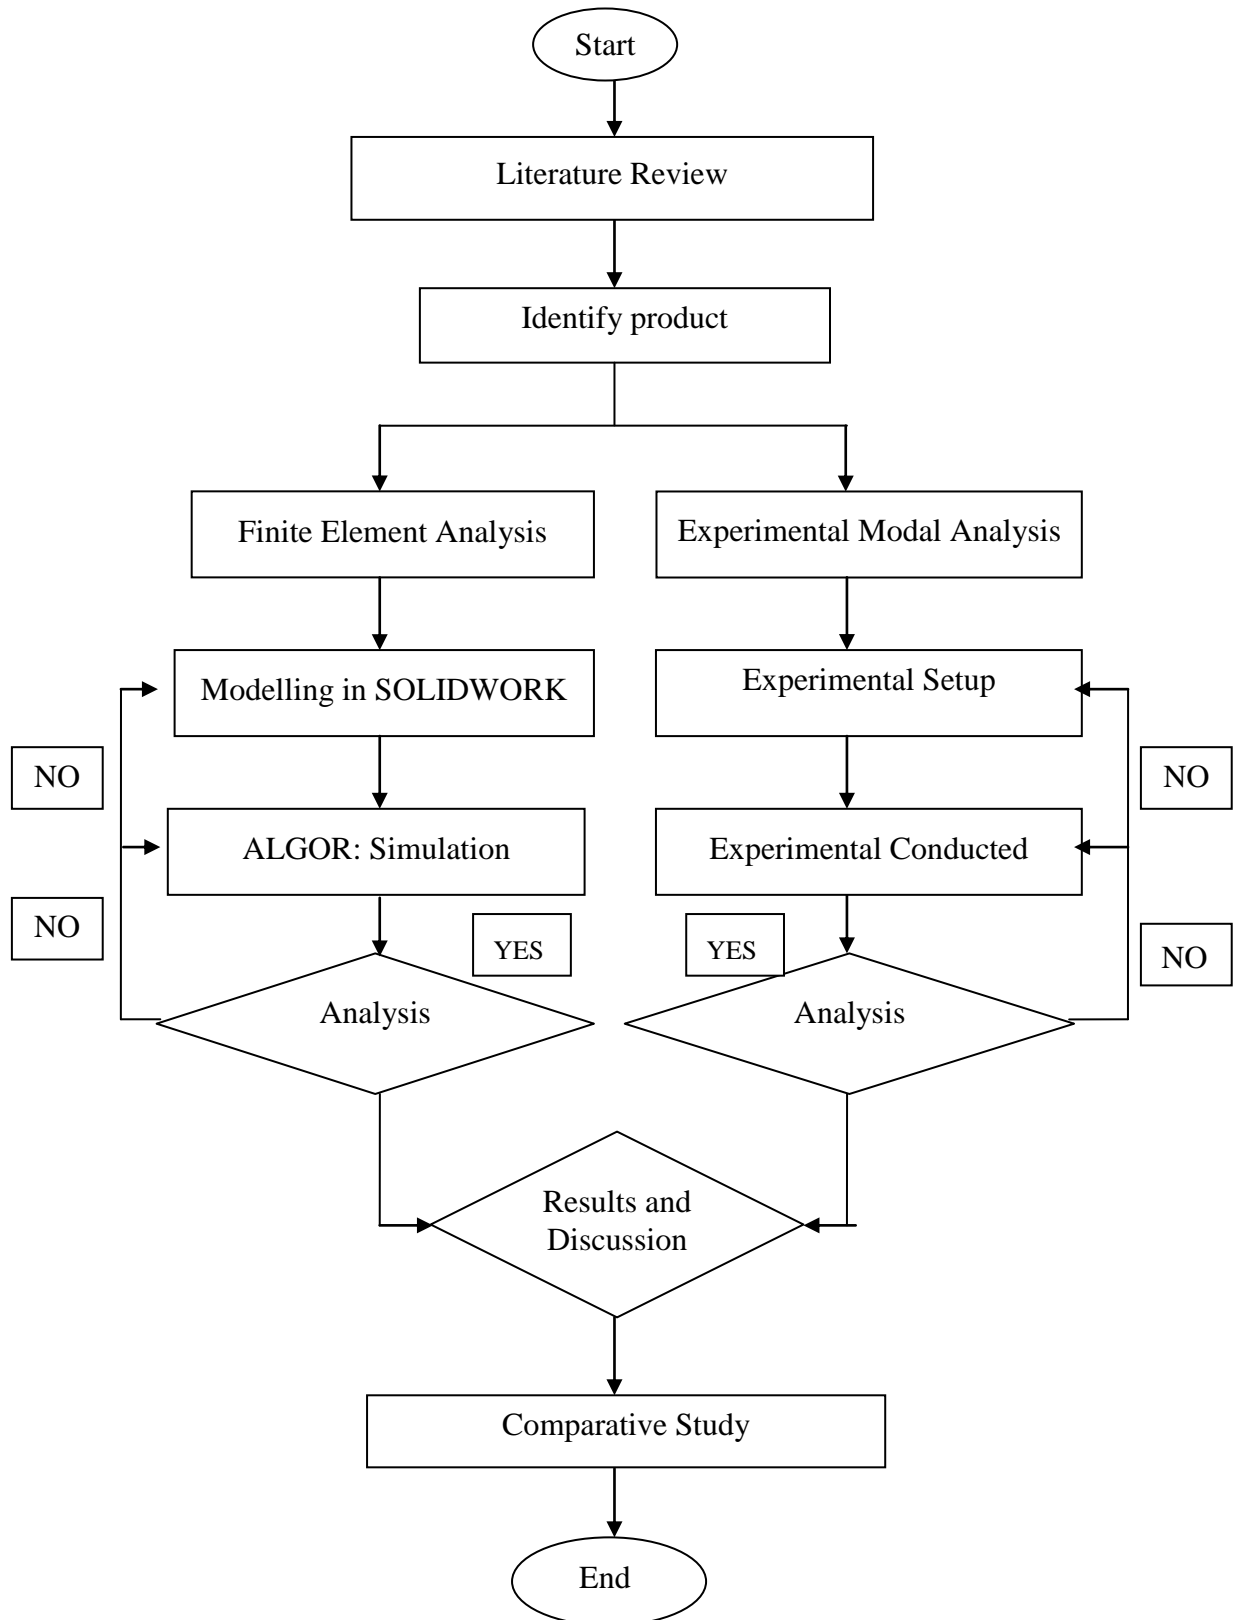 Start
Literature Review
Identify product
Finite Element Analysis
Experimental Modal Analysis
Modelling in SOLIDWORK
Experimental Setup
NO
NO
ALGOR: Simulation
Experimental Conducted
NO
YES
YES
NO
Analysis
Analysis
Results and
Discussion
Comparative Study
End